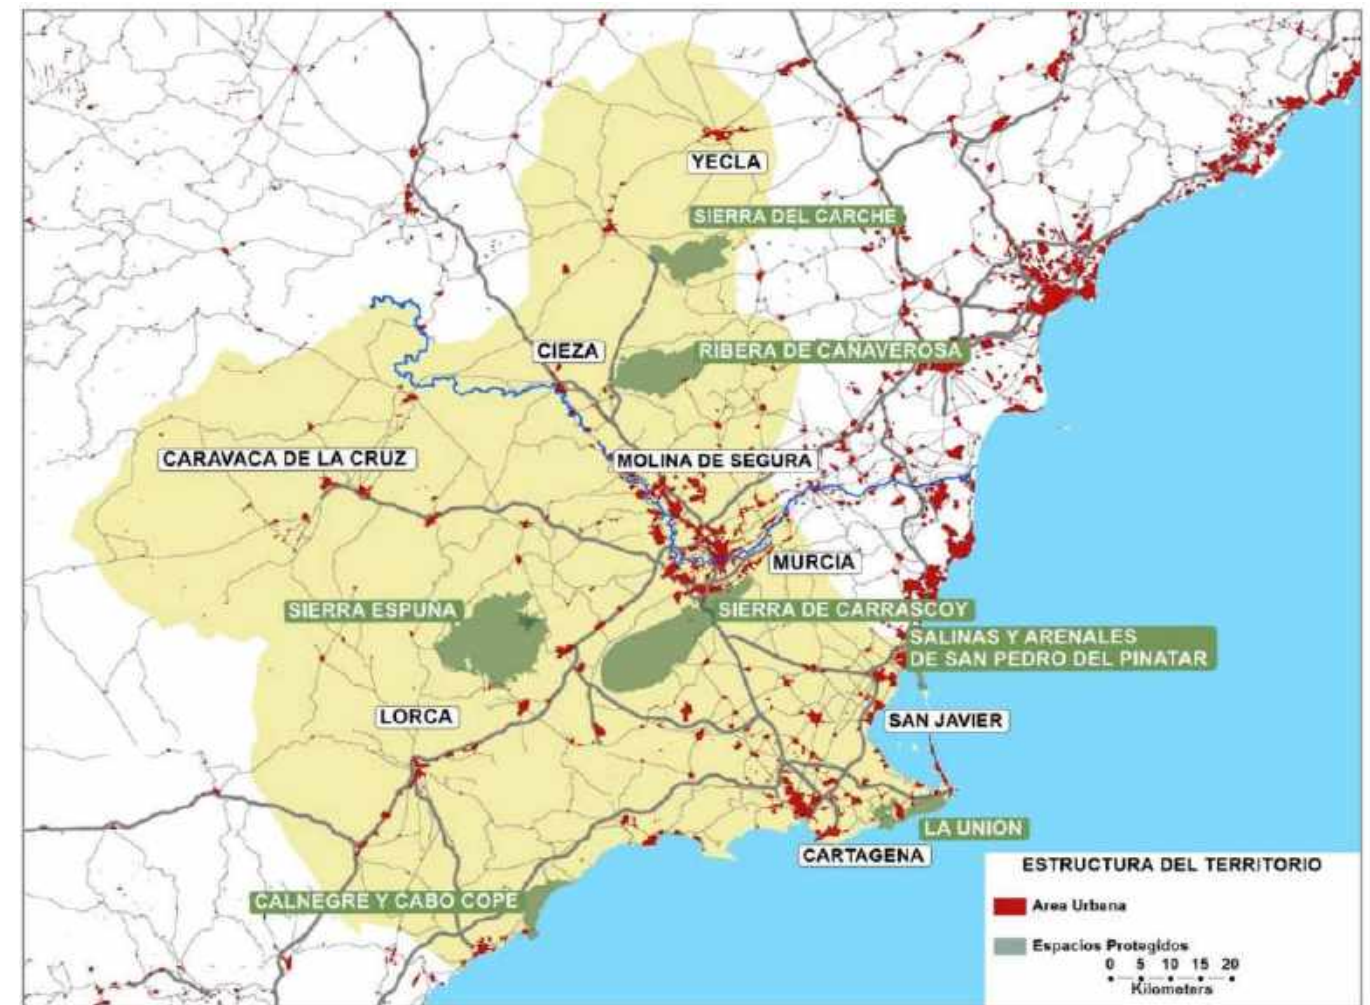 YECLA
SIERRA DEL CARCHE
CIEZA
RIBERA DE CAÑAVEROSA
CARAVACA DE LA CRUZ
MOLINA DE SEGURA
MURCIA
SIERRA ESPUÑA
SIERRA DE CARRASCOY
SALINAS Y ARENALES
DE SAN PEDRO DEL PINATAR
LORCA
SAN JAVIER
LA UNIÓN
CARTAGENA
CALNEGRE Y CABO COPE
ESTRUCTURA DEL TERRITORIO
Area Urbana
Espacios Protegidos
0 5 10 15 20
Kilometers